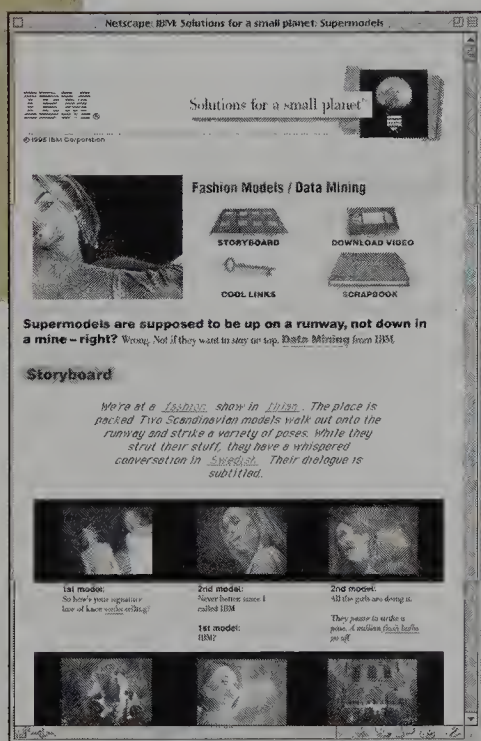 Netscape: IBM: Solutions for a small planet: Supermodels
IBM®
Solutions for a small planet™
© 1995 IBM Corporation
Fashion Models / Data Mining
STORYBOARD
DOWNLOAD VIDEO
COOL LINKS
SCRAPBOOK
Supermodels are supposed to be up on a runway, not down in
a mine – right? Wrong. Not if they want to stay on top. Data Mining from IBM.
Storyboard
We're at a fashion show in Milan. The place is
packed. Two Scandinavian models walk out onto the
runway and strike a variety of poses. While they
strut their stuff, they have a whispered
conversation in Swedish. Their dialogue is
subtitled.
1st model:
So how's your signature
line of knee socks selling?
2nd model:
Never better since I
called IBM
1st model:
IBM?
2nd model:
All the girls are doing it.
They pause to strike a
pose. A million flash bulbs
go off.